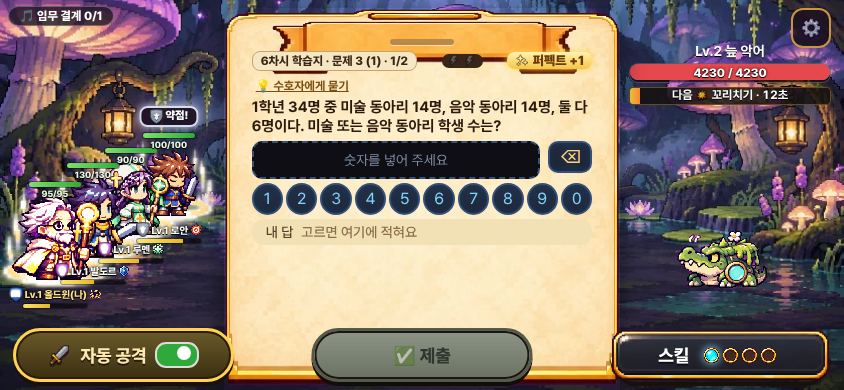 임무 결계 0/1
6차시 학습지 · 문제 3 (1) · 1/2
퍼펙트 +1
수호자에게 묻기
1학년 34명 중 미술 동아리 14명, 음악 동아리 14명, 둘 다
6명이다. 미술 또는 음악 동아리 학생 수는?
숫자를 넣어 주세요
1 2 3 4 5 6 7 8 9 0
내 답 고르면 여기에 적혀요
Lv.2 늪 악어
4230 / 4230
다음 꼬리치기 · 12초
약점!
100/100
90/90
130/130
95/95
Lv.1 로안
Lv.1 루멘
Lv.1 발도르
Lv.1 올드윈(나)
자동 공격
제출
스킬